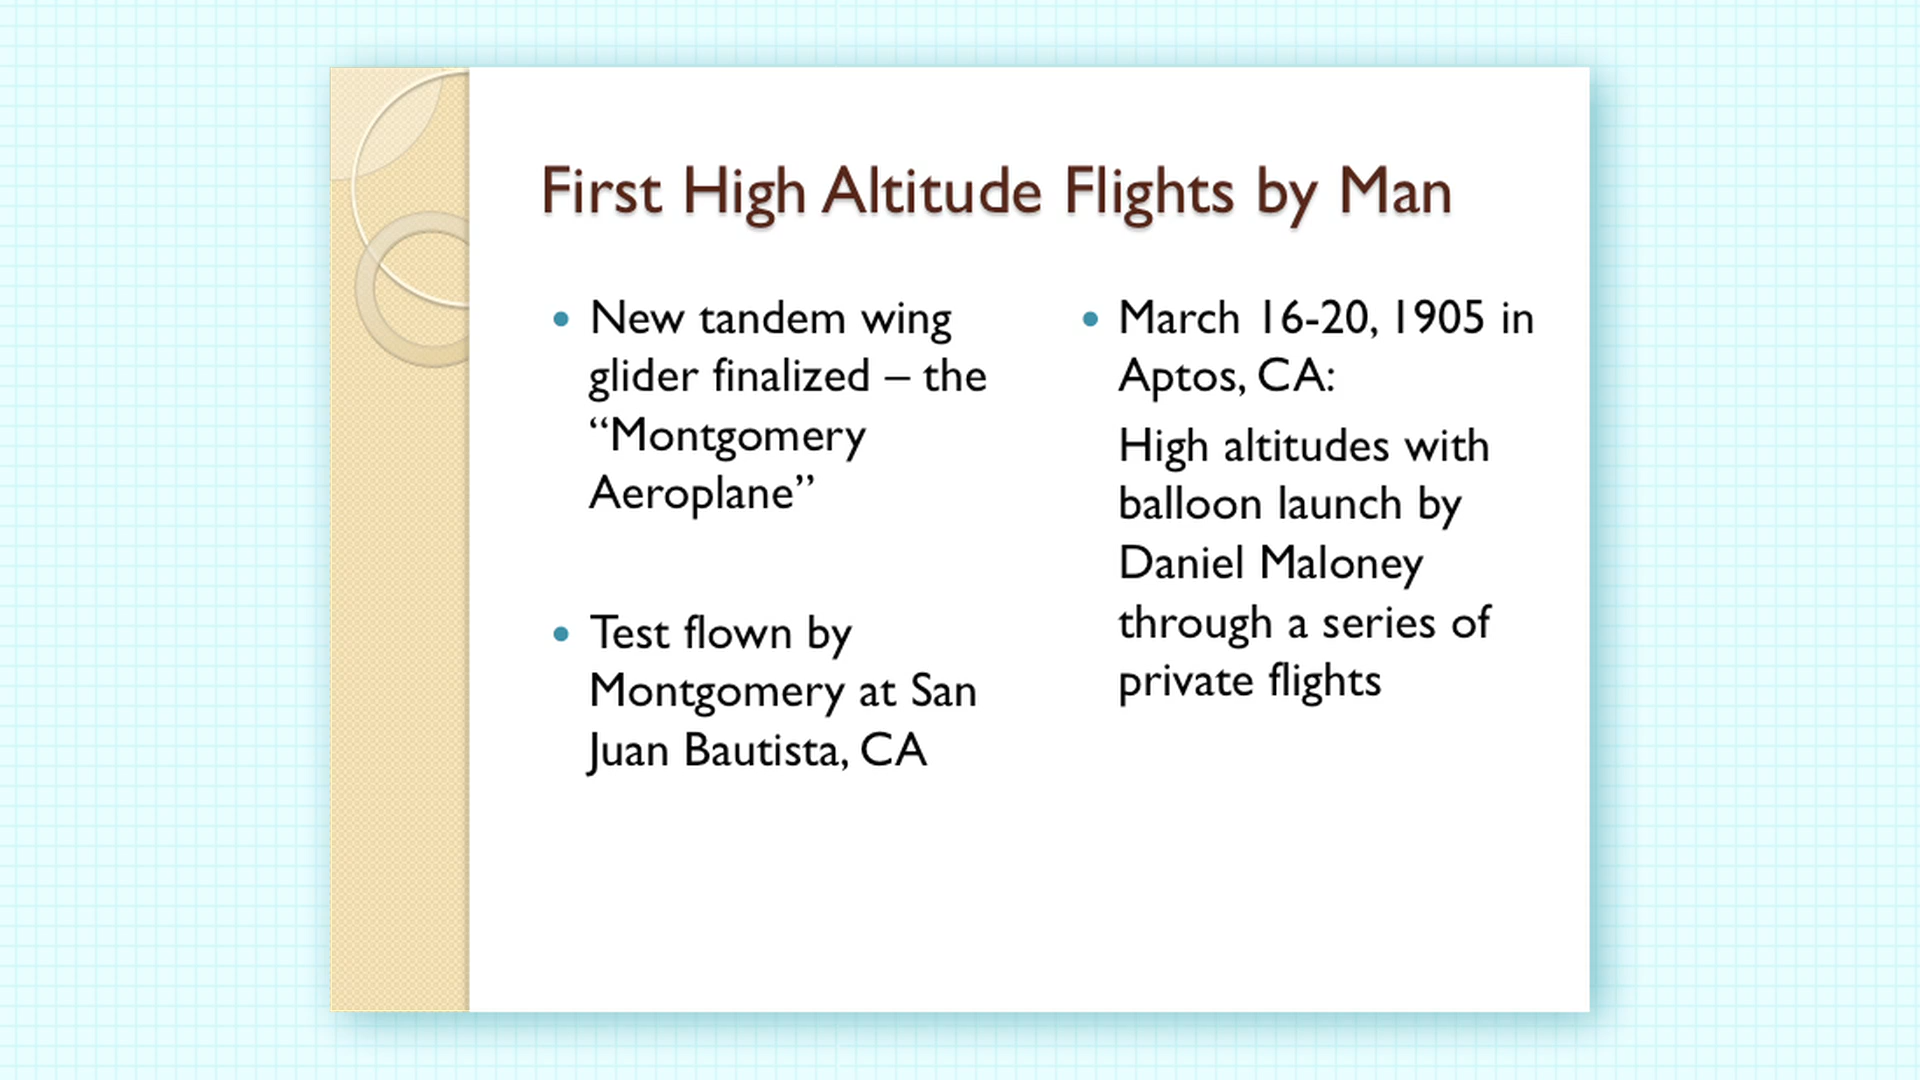 First High Altitude Flights by Man
• New tandem wing
glider finalized – the
“Montgomery
Aeroplane”
• Test flown by
Montgomery at San
Juan Bautista, CA
• March 16-20, 1905 in
Aptos, CA:
High altitudes with
balloon launch by
Daniel Maloney
through a series of
private flights